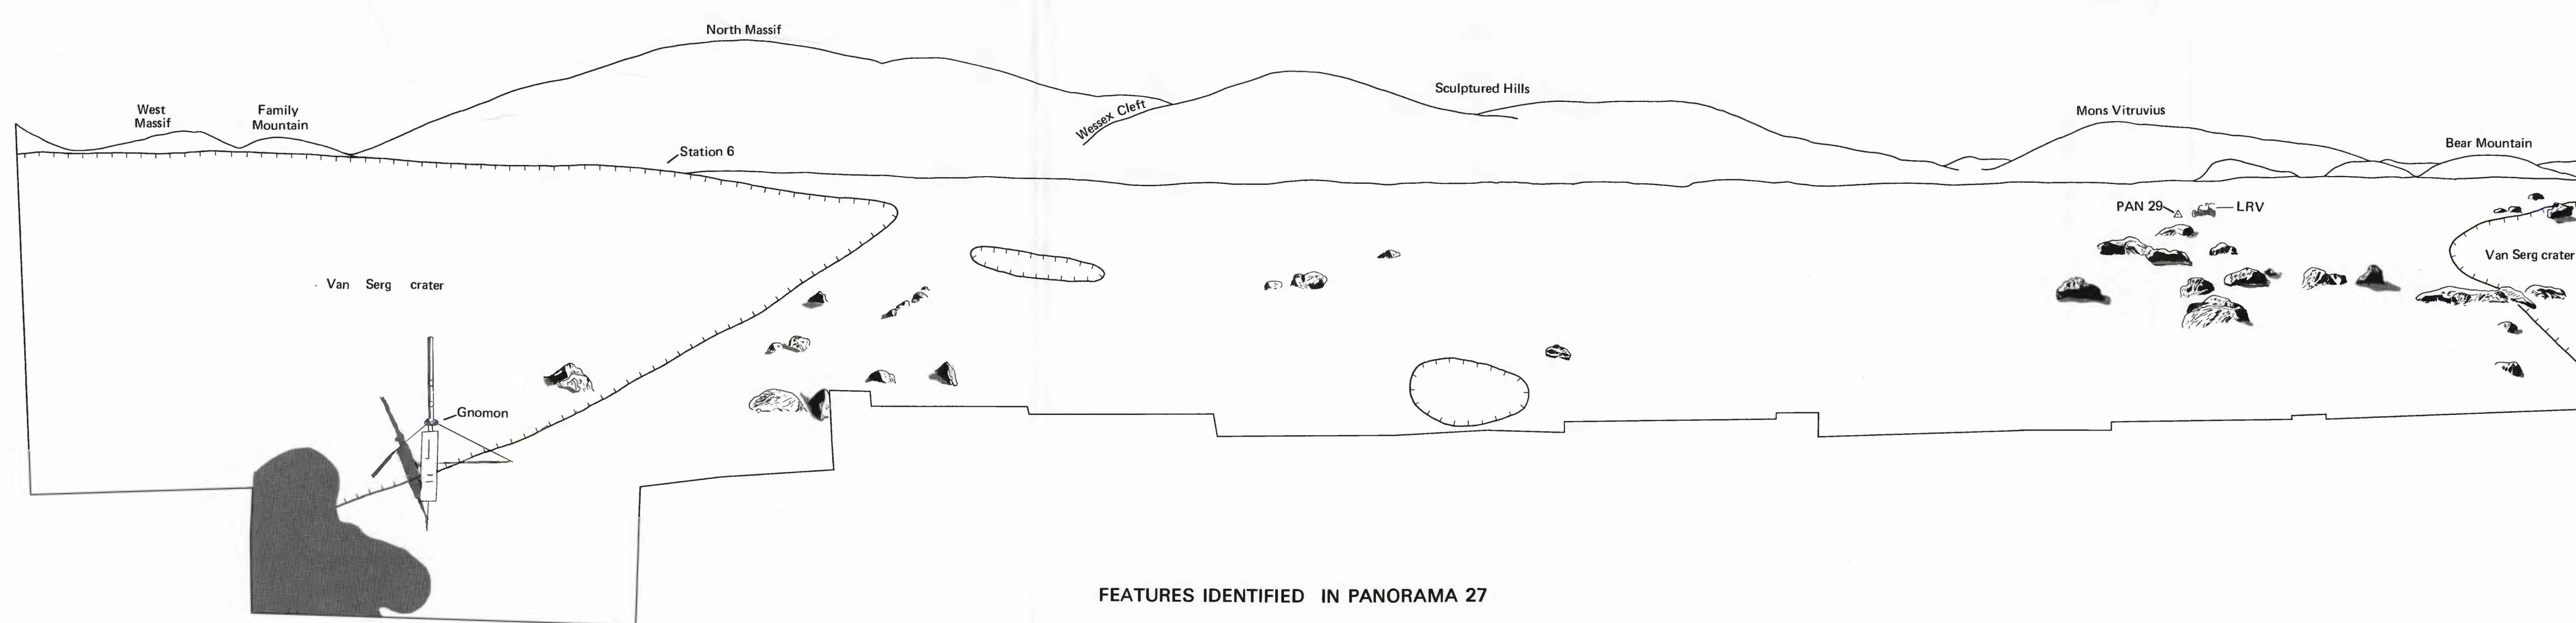 North Massif
West
Massif
Family
Mountain
Wessex Cleft
Sculptured Hills
Mons Vitruvius
Bear Mountain
Station 6
PAN 29
LRV
Van Serg crater
Van Serg crater
Gnomon
FEATURES IDENTIFIED IN PANORAMA 27